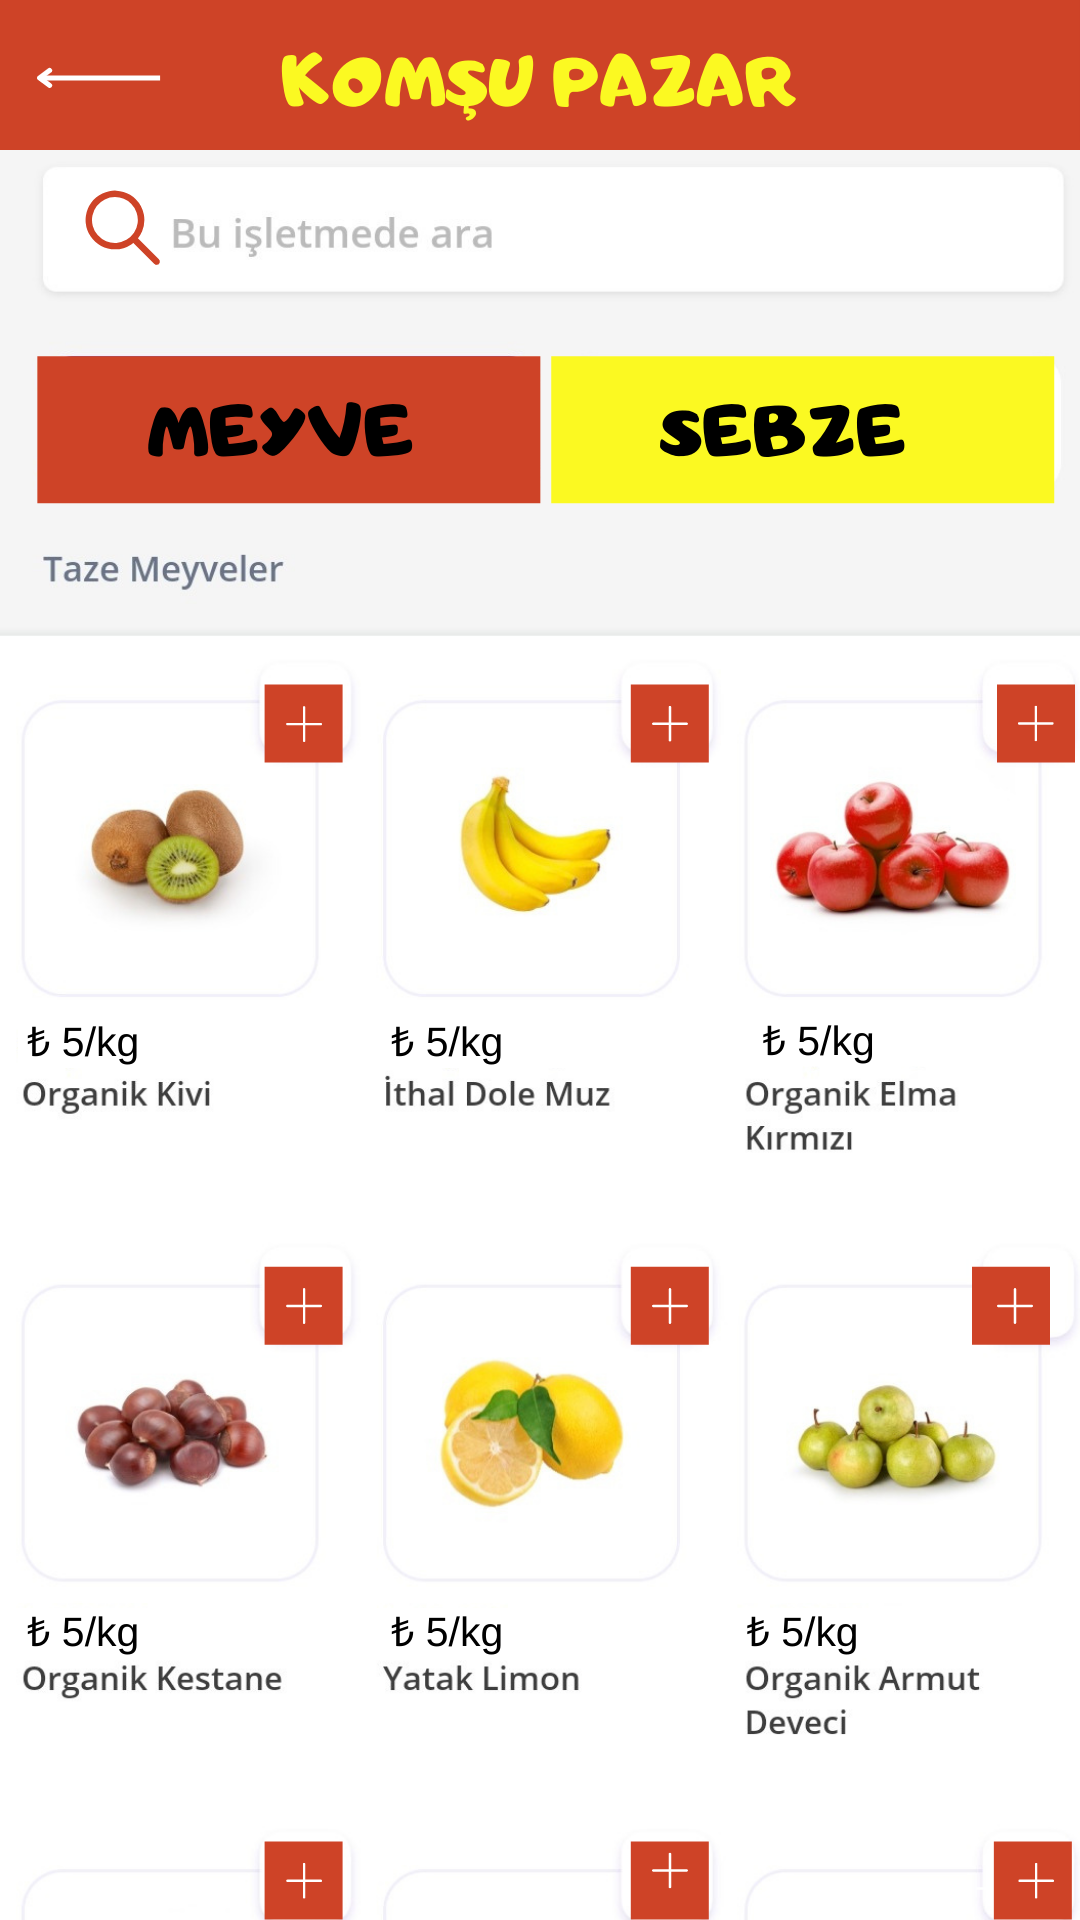 KOMŞU PAZAR
Bu işletmede ara
MEYVE
SEBZE
Taze Meyveler
₺ 5/kg
Organik Kivi
₺ 5/kg
İthal Dole Muz
₺ 5/kg
Organik Elma
Kırmızı
₺ 5/kg
Organik Kestane
₺ 5/kg
Yatak Limon
₺ 5/kg
Organik Armut
Deveci